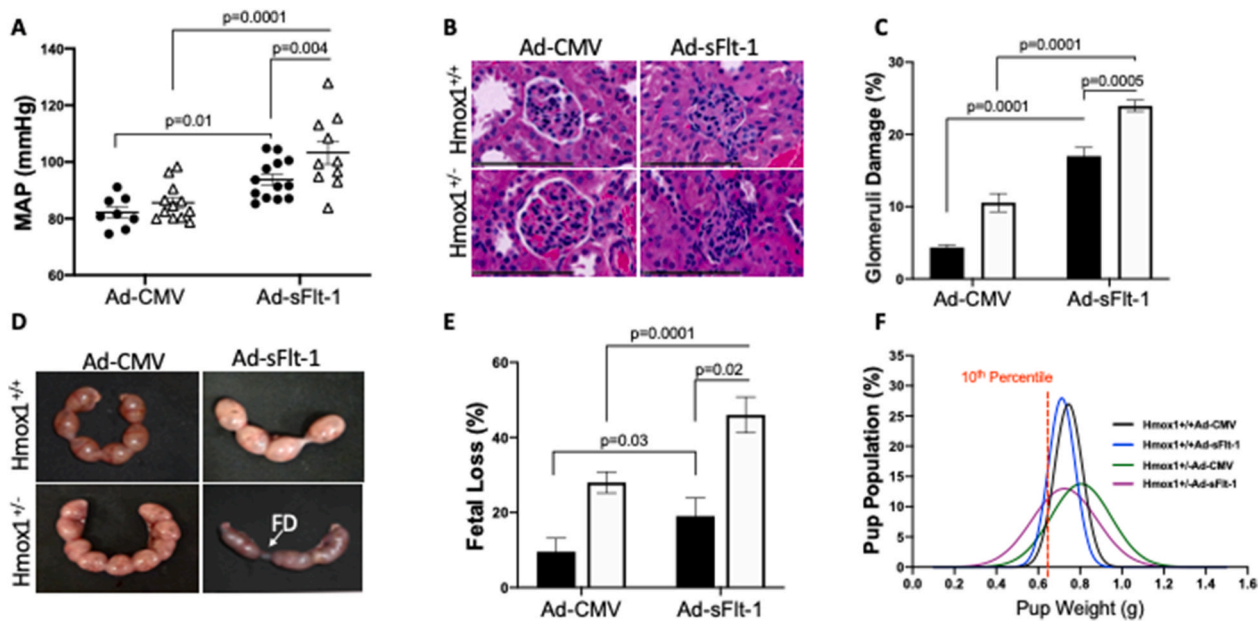 A
MAP (mmHg)
140
120
100
80
60
p=0.0001
p=0.004
p=0.01
Ad-CMV
Ad-sFlt-1
B
Ad-CMV
Ad-sFlt-1
Hmox1+/+
Hmox1+/-
C
Glomeruli Damage (%)
30
20
10
0
p=0.0001
p=0.0005
p=0.0001
Ad-CMV
Ad-sFlt-1
D
Ad-CMV
Ad-sFlt-1
Hmox1+/+
Hmox1+/-
FD
E
Fetal Loss (%)
60
40
20
0
p=0.0001
p=0.02
p=0.03
Ad-CMV
Ad-sFlt-1
F
Pup Population (%)
35
30
25
20
15
10
5
0
10th Percentile
Hmox1+/+Ad-CMV
Hmox1+/+Ad-sFlt-1
Hmox1+/-Ad-CMV
Hmox1+/-Ad-sFlt-1
0.0 0.2 0.4 0.6 0.8 1.0 1.2 1.4 1.6
Pup Weight (g)